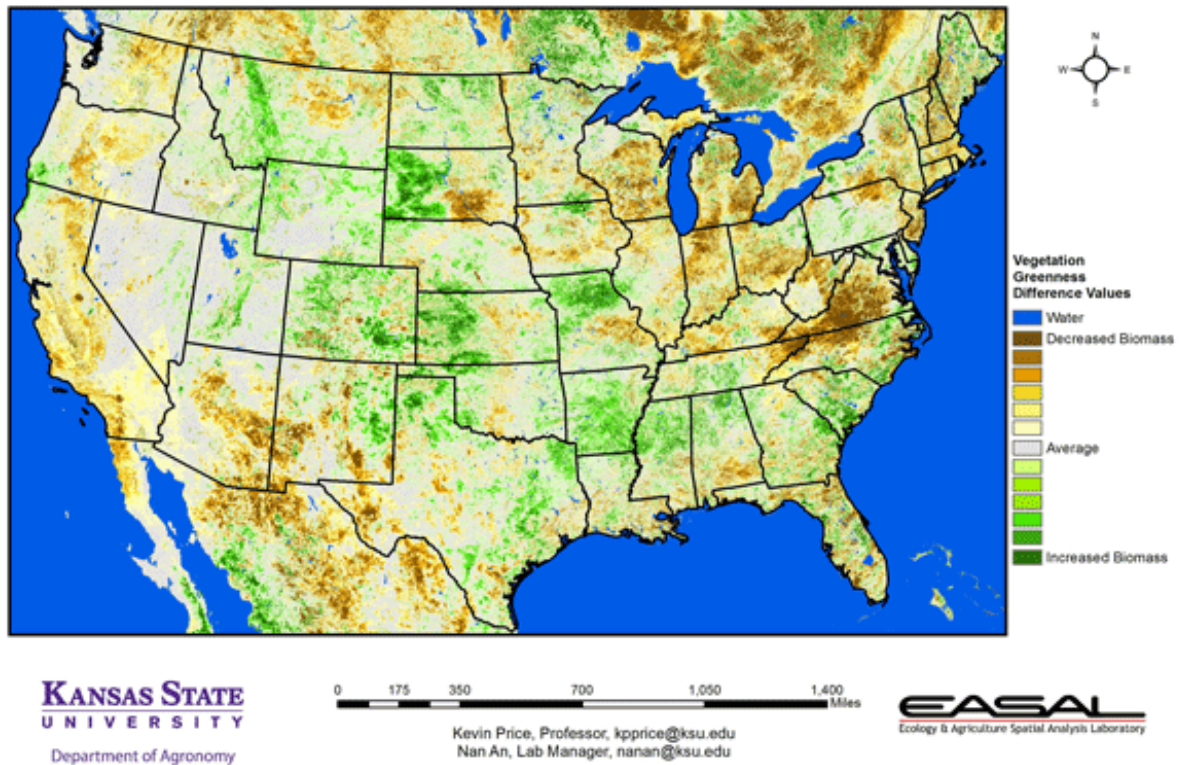 N
W E
S
Vegetation
Greenness
Difference Values
Water
Decreased Biomass
Average
Increased Biomass
KANSAS STATE
UNIVERSITY
Department of Agronomy
0 175 350 700 1,050 1,400
Miles
Kevin Price, Professor, kpprice@ksu.edu
Nan An, Lab Manager, nanan@ksu.edu
EASAL
Ecology & Agriculture Spatial Analysis Laboratory